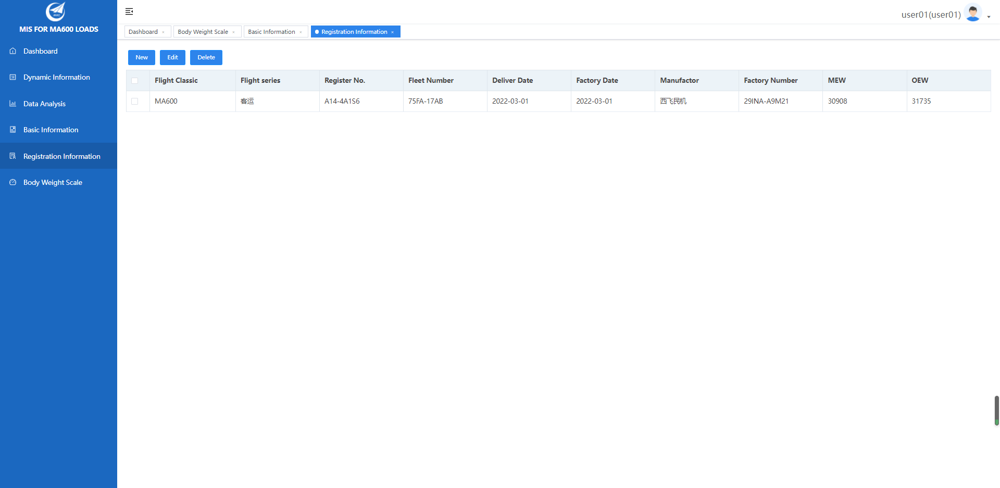 AVIC
MIS FOR MA600 LOADS
Dashboard
Dynamic Information
Data Analysis
Basic Information
Registration Information
Body Weight Scale
user01(user01)
Dashboard × Body Weight Scale × Basic Information × Registration Information ×
New Edit Delete
Flight Classic Flight series Register No. Fleet Number Deliver Date Factory Date Manufactor Factory Number MEW OEW
MA600 客运 A14-4A1S6 75FA-17AB 2022-03-01 2022-03-01 西飞民机 29INA-A9M21 30908 31735